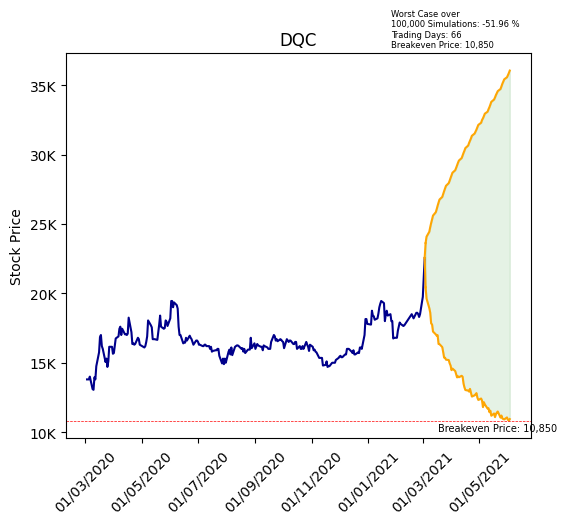 Worst Case over
100,000 Simulations: -51.96 %
Trading Days: 66
Breakeven Price: 10,850
DQC
Stock Price
35K
30K
25K
20K
15K
10K
Breakeven Price: 10,850
01/03/2020
01/05/2020
01/07/2020
01/09/2020
01/11/2020
01/01/2021
01/03/2021
01/05/2021